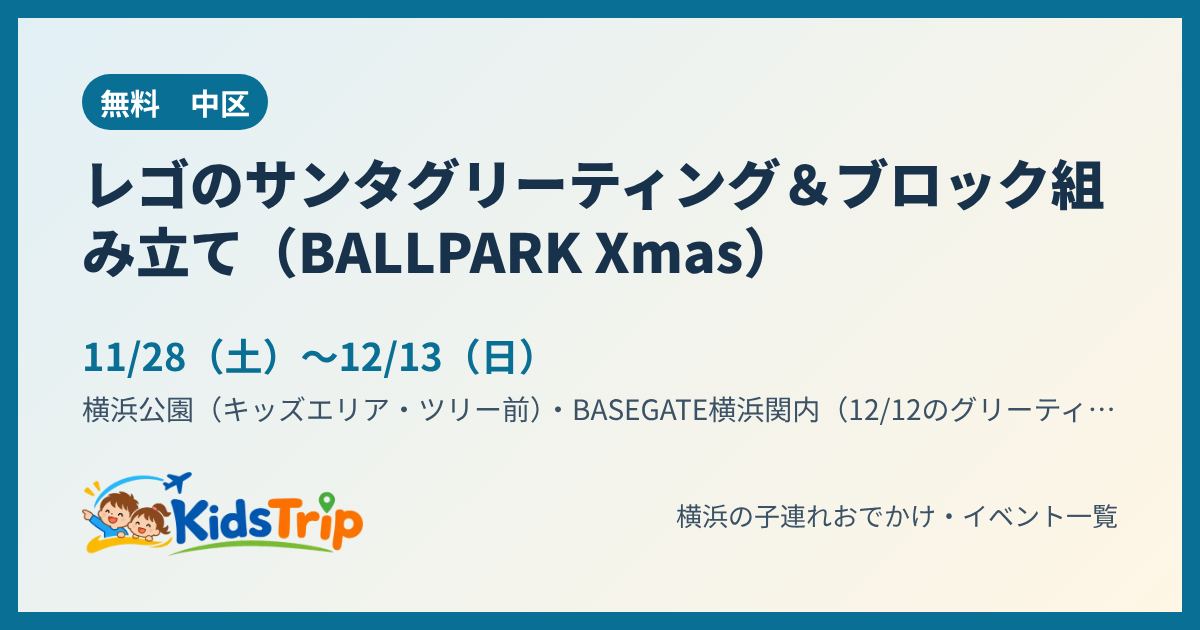 無料　中区
レゴのサンタグリーティング＆ブロック組
み立て（BALLPARK Xmas）
11/28（土）〜12/13（日）
横浜公園（キッズエリア・ツリー前）・BASEGATE横浜関内（12/12のグリーティ…
KidsTrip
横浜の子連れおでかけ・イベント一覧